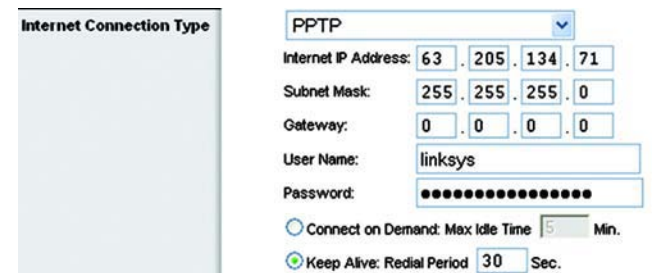 Internet Connection Type
PPTP
Internet IP Address: 63 . 205 . 134 . 71
Subnet Mask: 255 . 255 . 255 . 0
Gateway: 0 . 0 . 0 . 0
User Name: linksys
Password: ●●●●●●●●●●●●●●●●
Connect on Demand: Max Idle Time 5 Min.
Keep Alive: Redial Period 30 Sec.